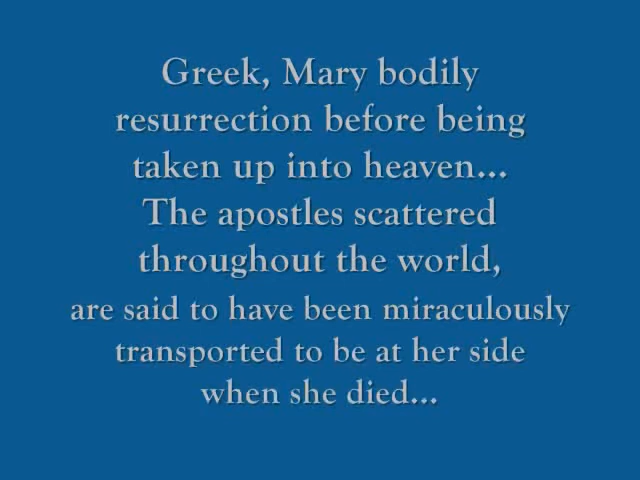 Greek, Mary bodily
resurrection before being
taken up into heaven...
The apostles scattered
throughout the world,
are said to have been miraculously
transported to be at her side
when she died...